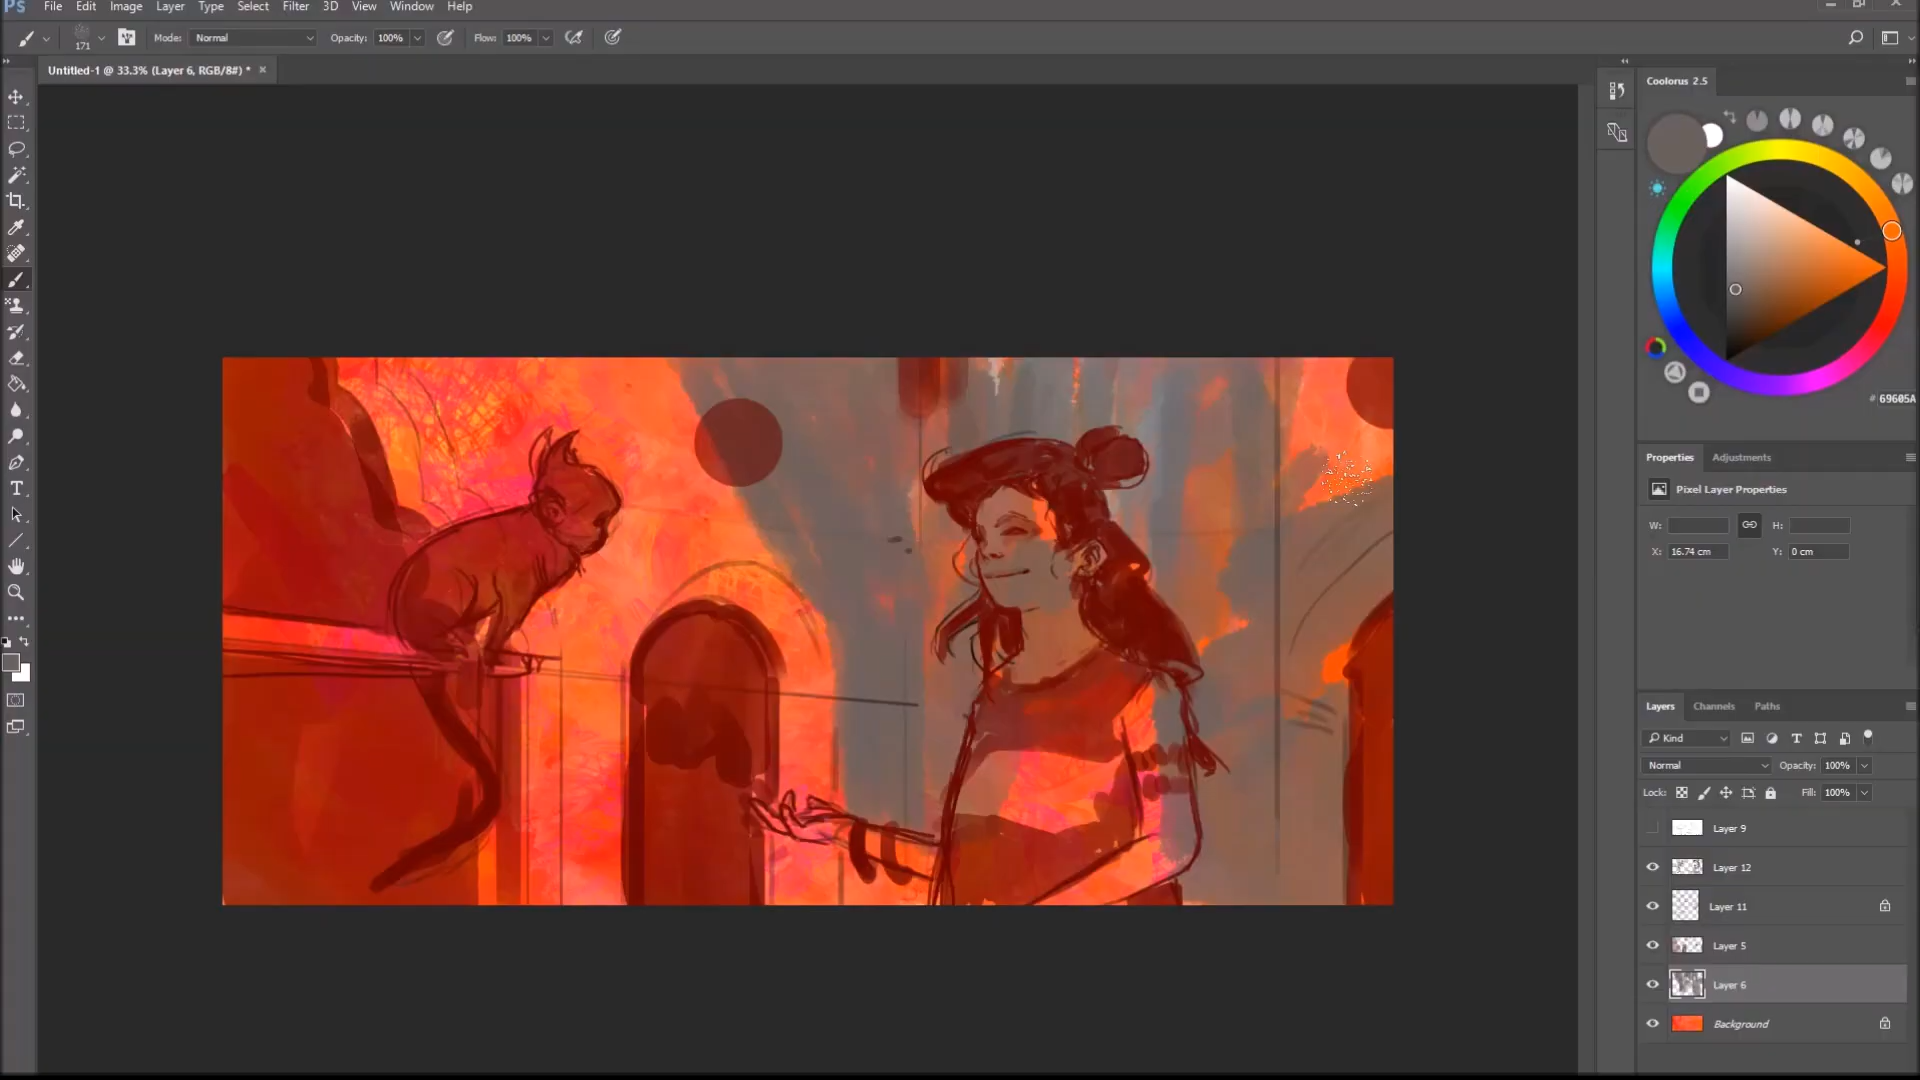 Ps File Edit Image Layer Type Select Filter 3D View Window Help
171 Mode: Normal Opacity: 100% Flow: 100%
Untitled-1 @ 33.3% (Layer 6, RGB/8#) * ×
Coolorus 2.5
# 69605A
Properties Adjustments
Pixel Layer Properties
W: H:
X: 16.74 cm Y: 0 cm
Layers Channels Paths
Kind
Normal Opacity: 100%
Lock: Fill: 100%
Layer 9
Layer 12
Layer 11
Layer 5
Layer 6
Background